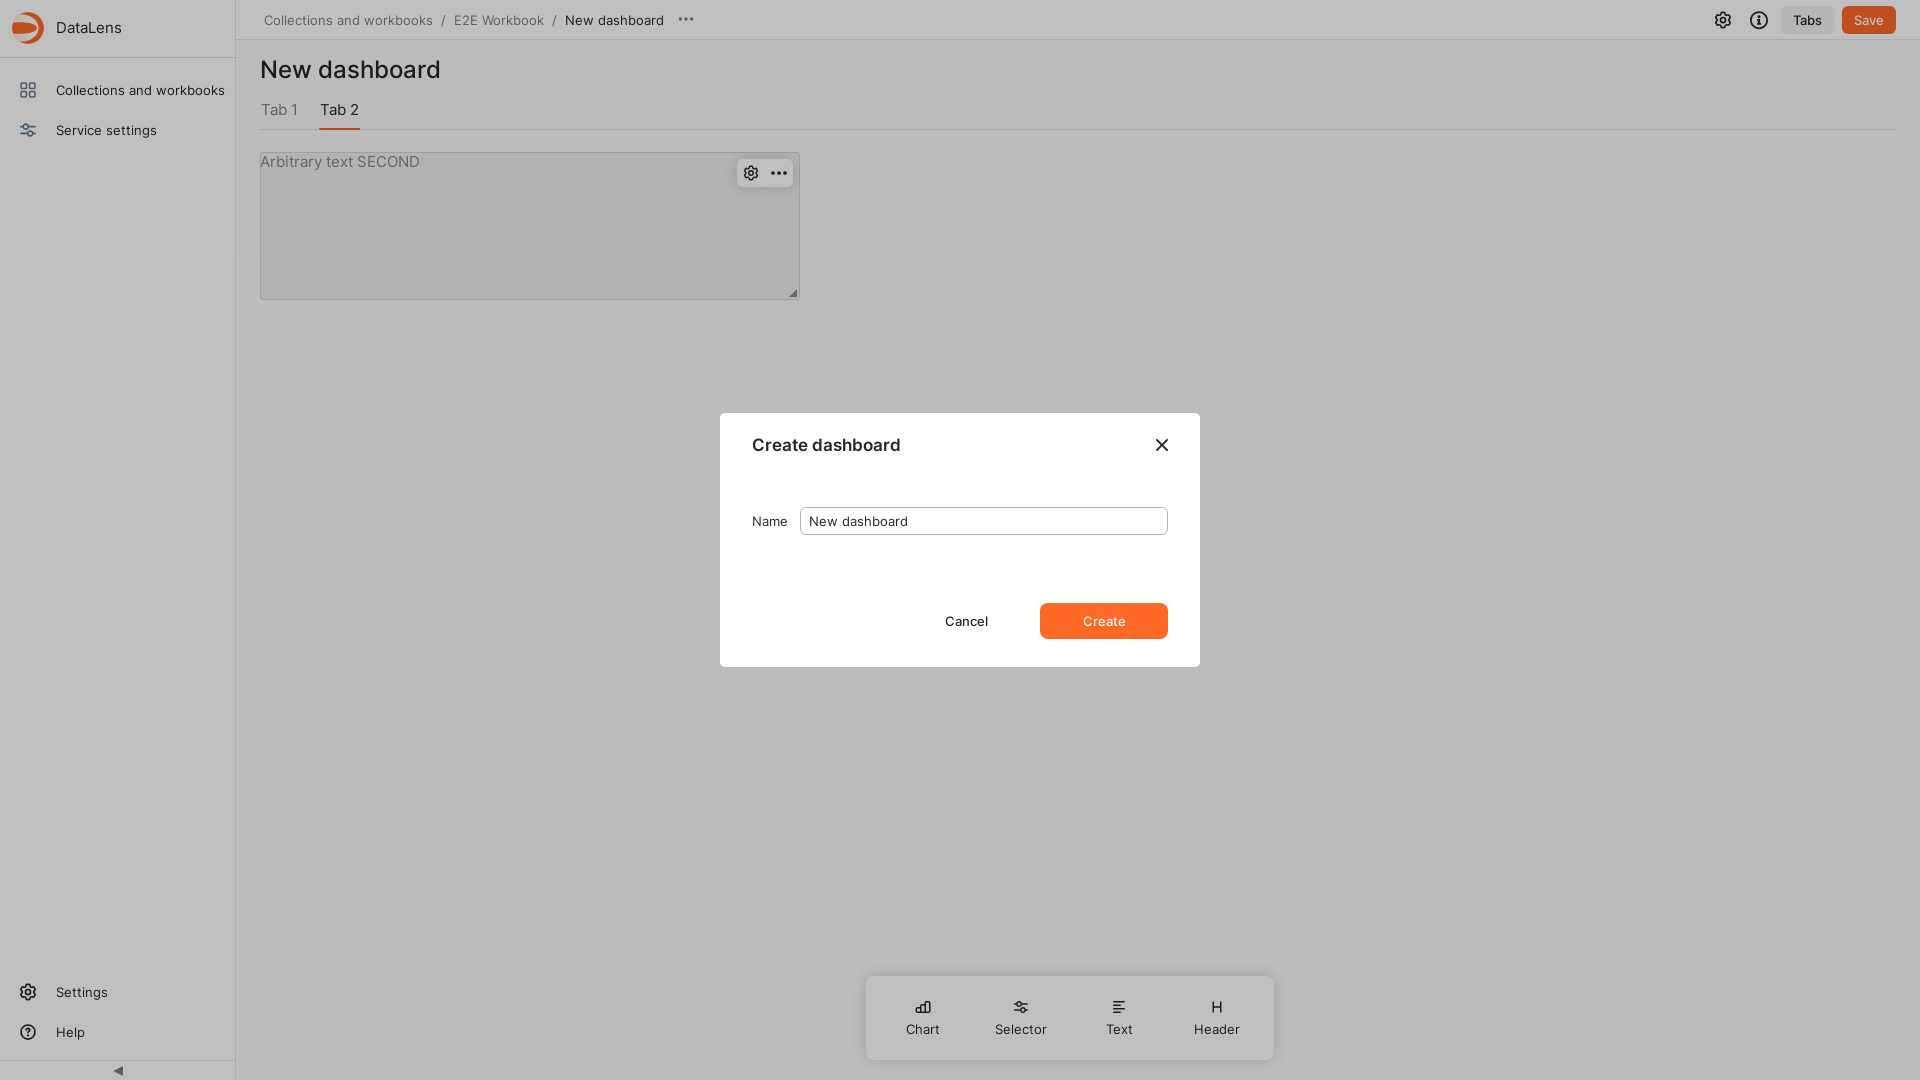 DataLens
Collections and workbooks / E2E Workbook / New dashboard
Tabs
Save
Collections and workbooks
Service settings
New dashboard
Tab 1
Tab 2
Arbitrary text SECOND
Create dashboard
Name
New dashboard
Cancel
Create
Chart
Selector
Text
Header
Settings
Help